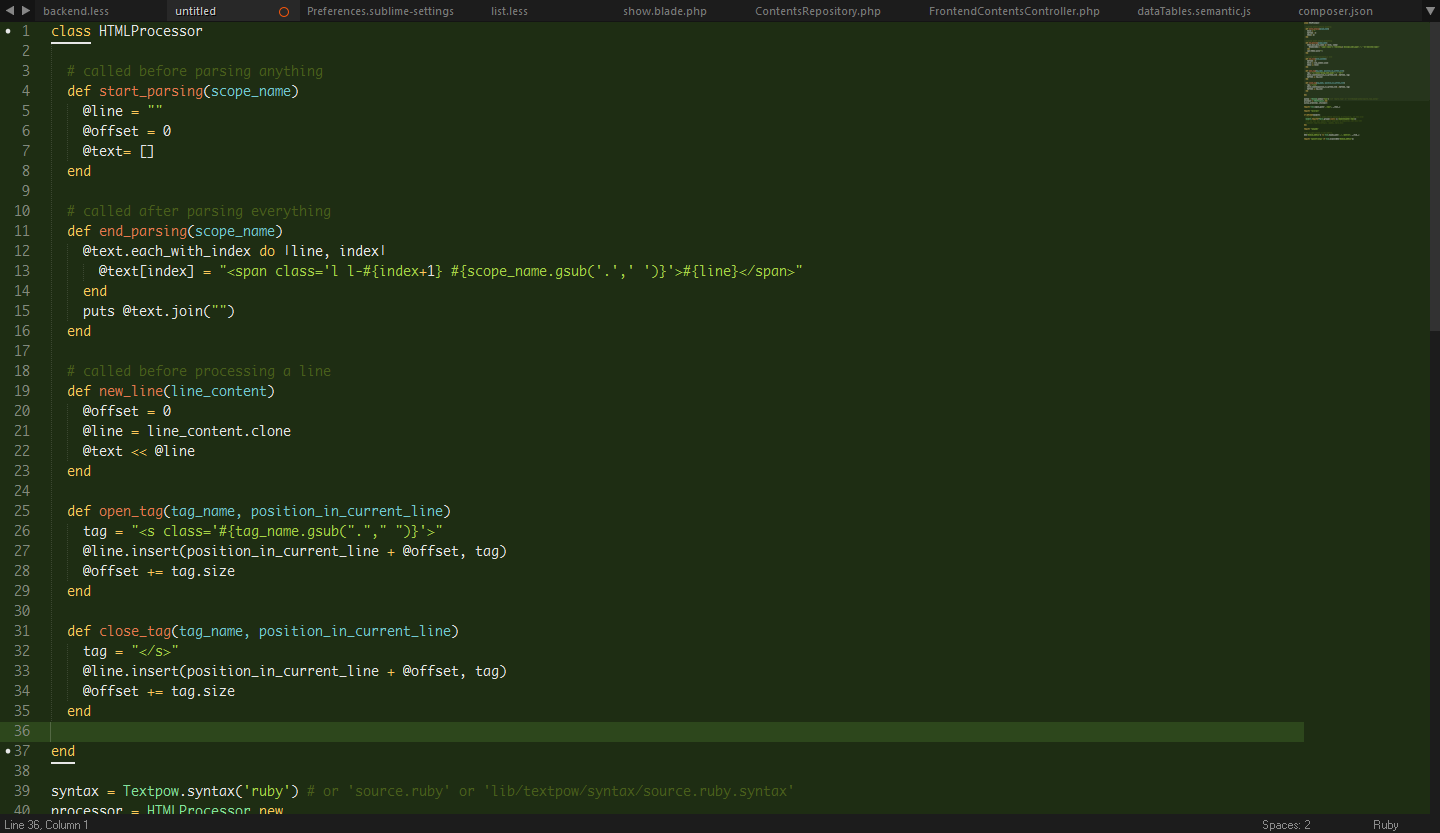 backend.less untitled Preferences.sublime-settings list.less show.blade.php ContentsRepository.php FrontendContentsController.php dataTables.semantic.js composer.json
1 class HTMLProcessor
2
3   # called before parsing anything
4   def start_parsing(scope_name)
5     @line = ""
6     @offset = 0
7     @text= []
8   end
9
10   # called after parsing everything
11   def end_parsing(scope_name)
12     @text.each_with_index do |line, index|
13       @text[index] = "<span class='l l-#{index+1} #{scope_name.gsub('.',' ')}'>#{line}</span>"
14     end
15     puts @text.join("")
16   end
17
18   # called before processing a line
19   def new_line(line_content)
20     @offset = 0
21     @line = line_content.clone
22     @text << @line
23   end
24
25   def open_tag(tag_name, position_in_current_line)
26     tag = "<s class='#{tag_name.gsub("."," ")}'>"
27     @line.insert(position_in_current_line + @offset, tag)
28     @offset += tag.size
29   end
30
31   def close_tag(tag_name, position_in_current_line)
32     tag = "</s>"
33     @line.insert(position_in_current_line + @offset, tag)
34     @offset += tag.size
35   end
36
37 end
38
39 syntax = Textpow.syntax('ruby') # or 'source.ruby' or 'lib/textpow/syntax/source.ruby.syntax'
40 processor = HTMLProcessor.new
Line 36, Column 1 Spaces: 2 Ruby